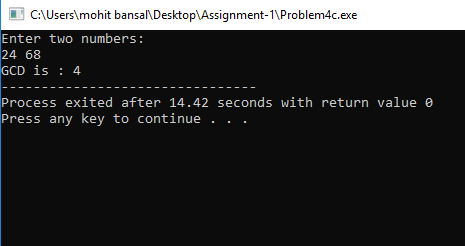 C:\Users\mohit bansal\Desktop\Assignment-1\Problem4c.exe
Enter two numbers:
24 68
GCD is : 4
--------------------------------
Process exited after 14.42 seconds with return value 0
Press any key to continue . . .